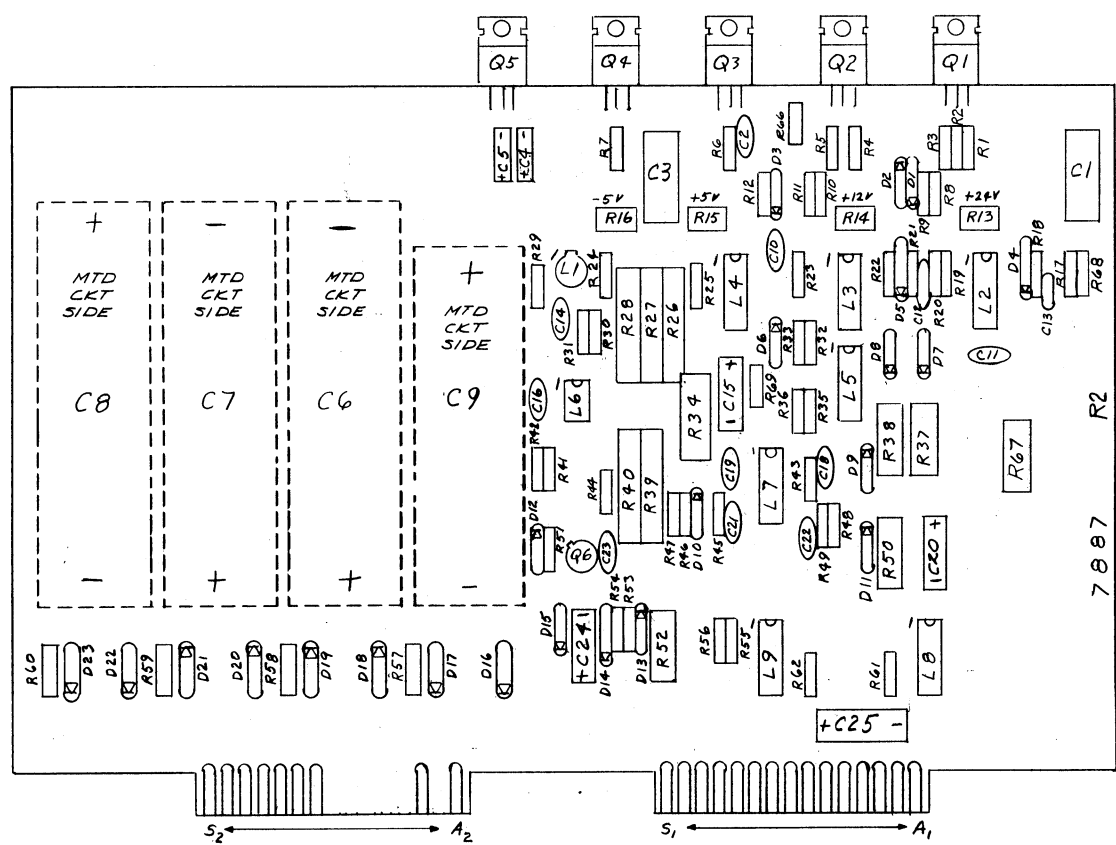 Q5 Q4 Q3 Q2 Q1
+C5-
+C4-
R7
C3
R6
C2
D3
R66
R5
R4
R3
R2
R1
C1
R12
R11
R10
D2
D1
R8
R9
-5V
R16
+5V
R15
+12V
R14
+24V
R13
+
MTD
CKT
SIDE
C8
-
-
MTD
CKT
SIDE
C7
+
-
MTD
CKT
SIDE
C6
+
+
MTD
CKT
SIDE
C9
-
R29
L1
R24
C14
R31
R30
R28
R27
R26
R25
L4
C10
R23
L3
R22
R21
D5
C12
R20
R19
L2
D4
R18
C13
R17
R68
D6
R33
R32
D8
D7
C11
C16
L6
R34
C15+
R69
R36
R35
L5
R38
R37
R67
R2
R42
R41
R44
R40
R39
C19
L7
R43
C18
D9
D12
Q6
C23
R47
R46
D10
R45
C21
C22
R49
R48
D11
R50
C20+
7887
D15
+C241
R54
R53
D14
D13
R52
R56
R55
L9
R62
R61
L8
R60
D23
D22
R59
D21
D20
R58
D19
D18
R57
D17
D16
+C25-
S2 A2
S1 A1